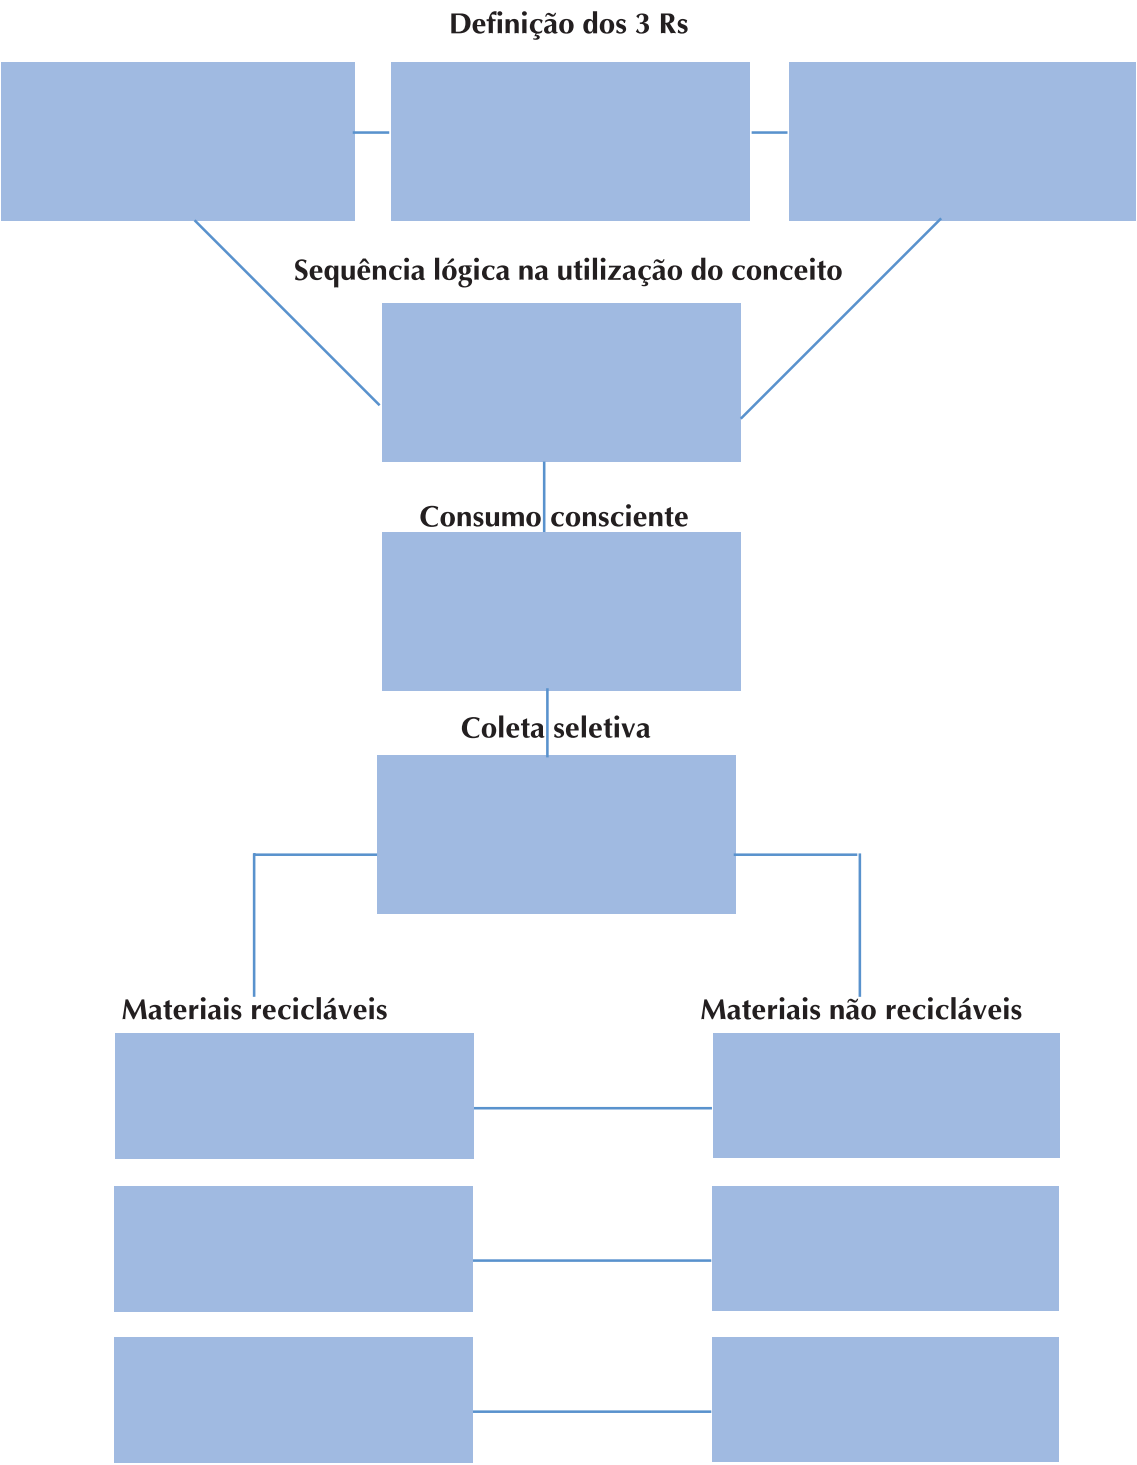 Definição dos 3 Rs
Sequência lógica na utilização do conceito
Consumo consciente
Coleta seletiva
Materiais recicláveis
Materiais não recicláveis